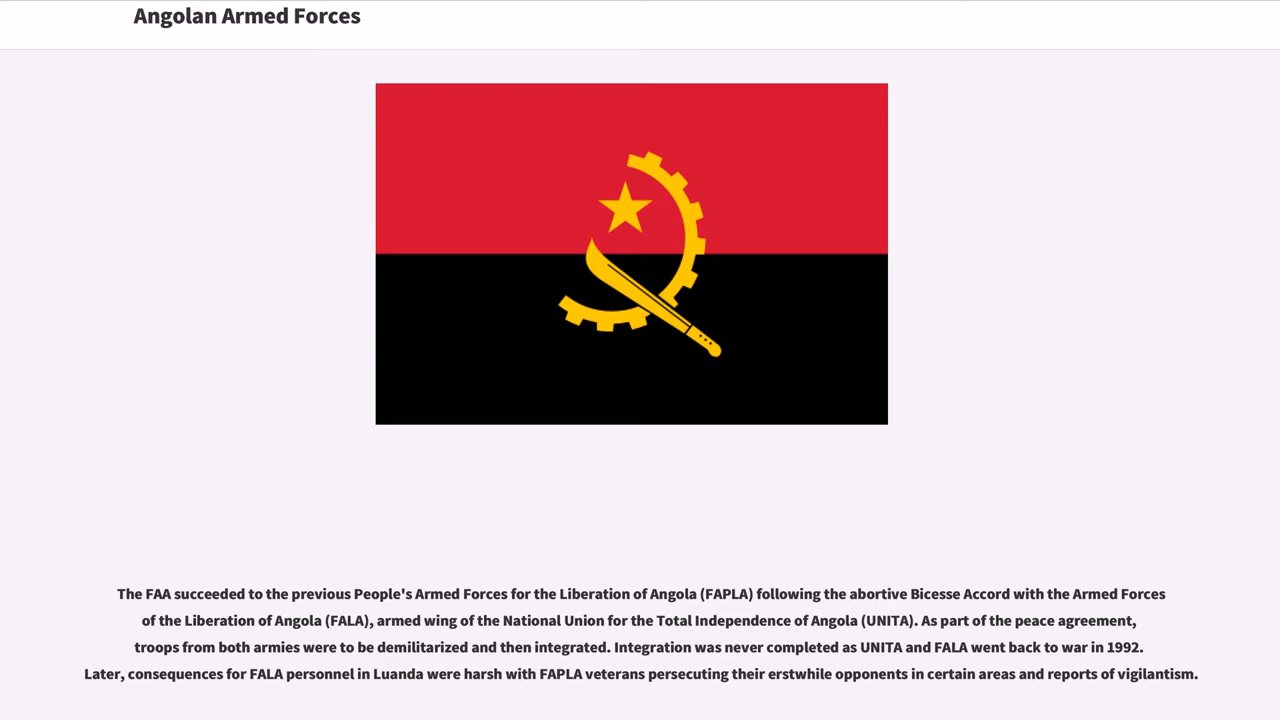 Angolan Armed Forces
The FAA succeeded to the previous People's Armed Forces for the Liberation of Angola (FAPLA) following the abortive Bicesse Accord with the Armed Forces
of the Liberation of Angola (FALA), armed wing of the National Union for the Total Independence of Angola (UNITA). As part of the peace agreement,
troops from both armies were to be demilitarized and then integrated. Integration was never completed as UNITA and FALA went back to war in 1992.
Later, consequences for FALA personnel in Luanda were harsh with FAPLA veterans persecuting their erstwhile opponents in certain areas and reports of vigilantism.